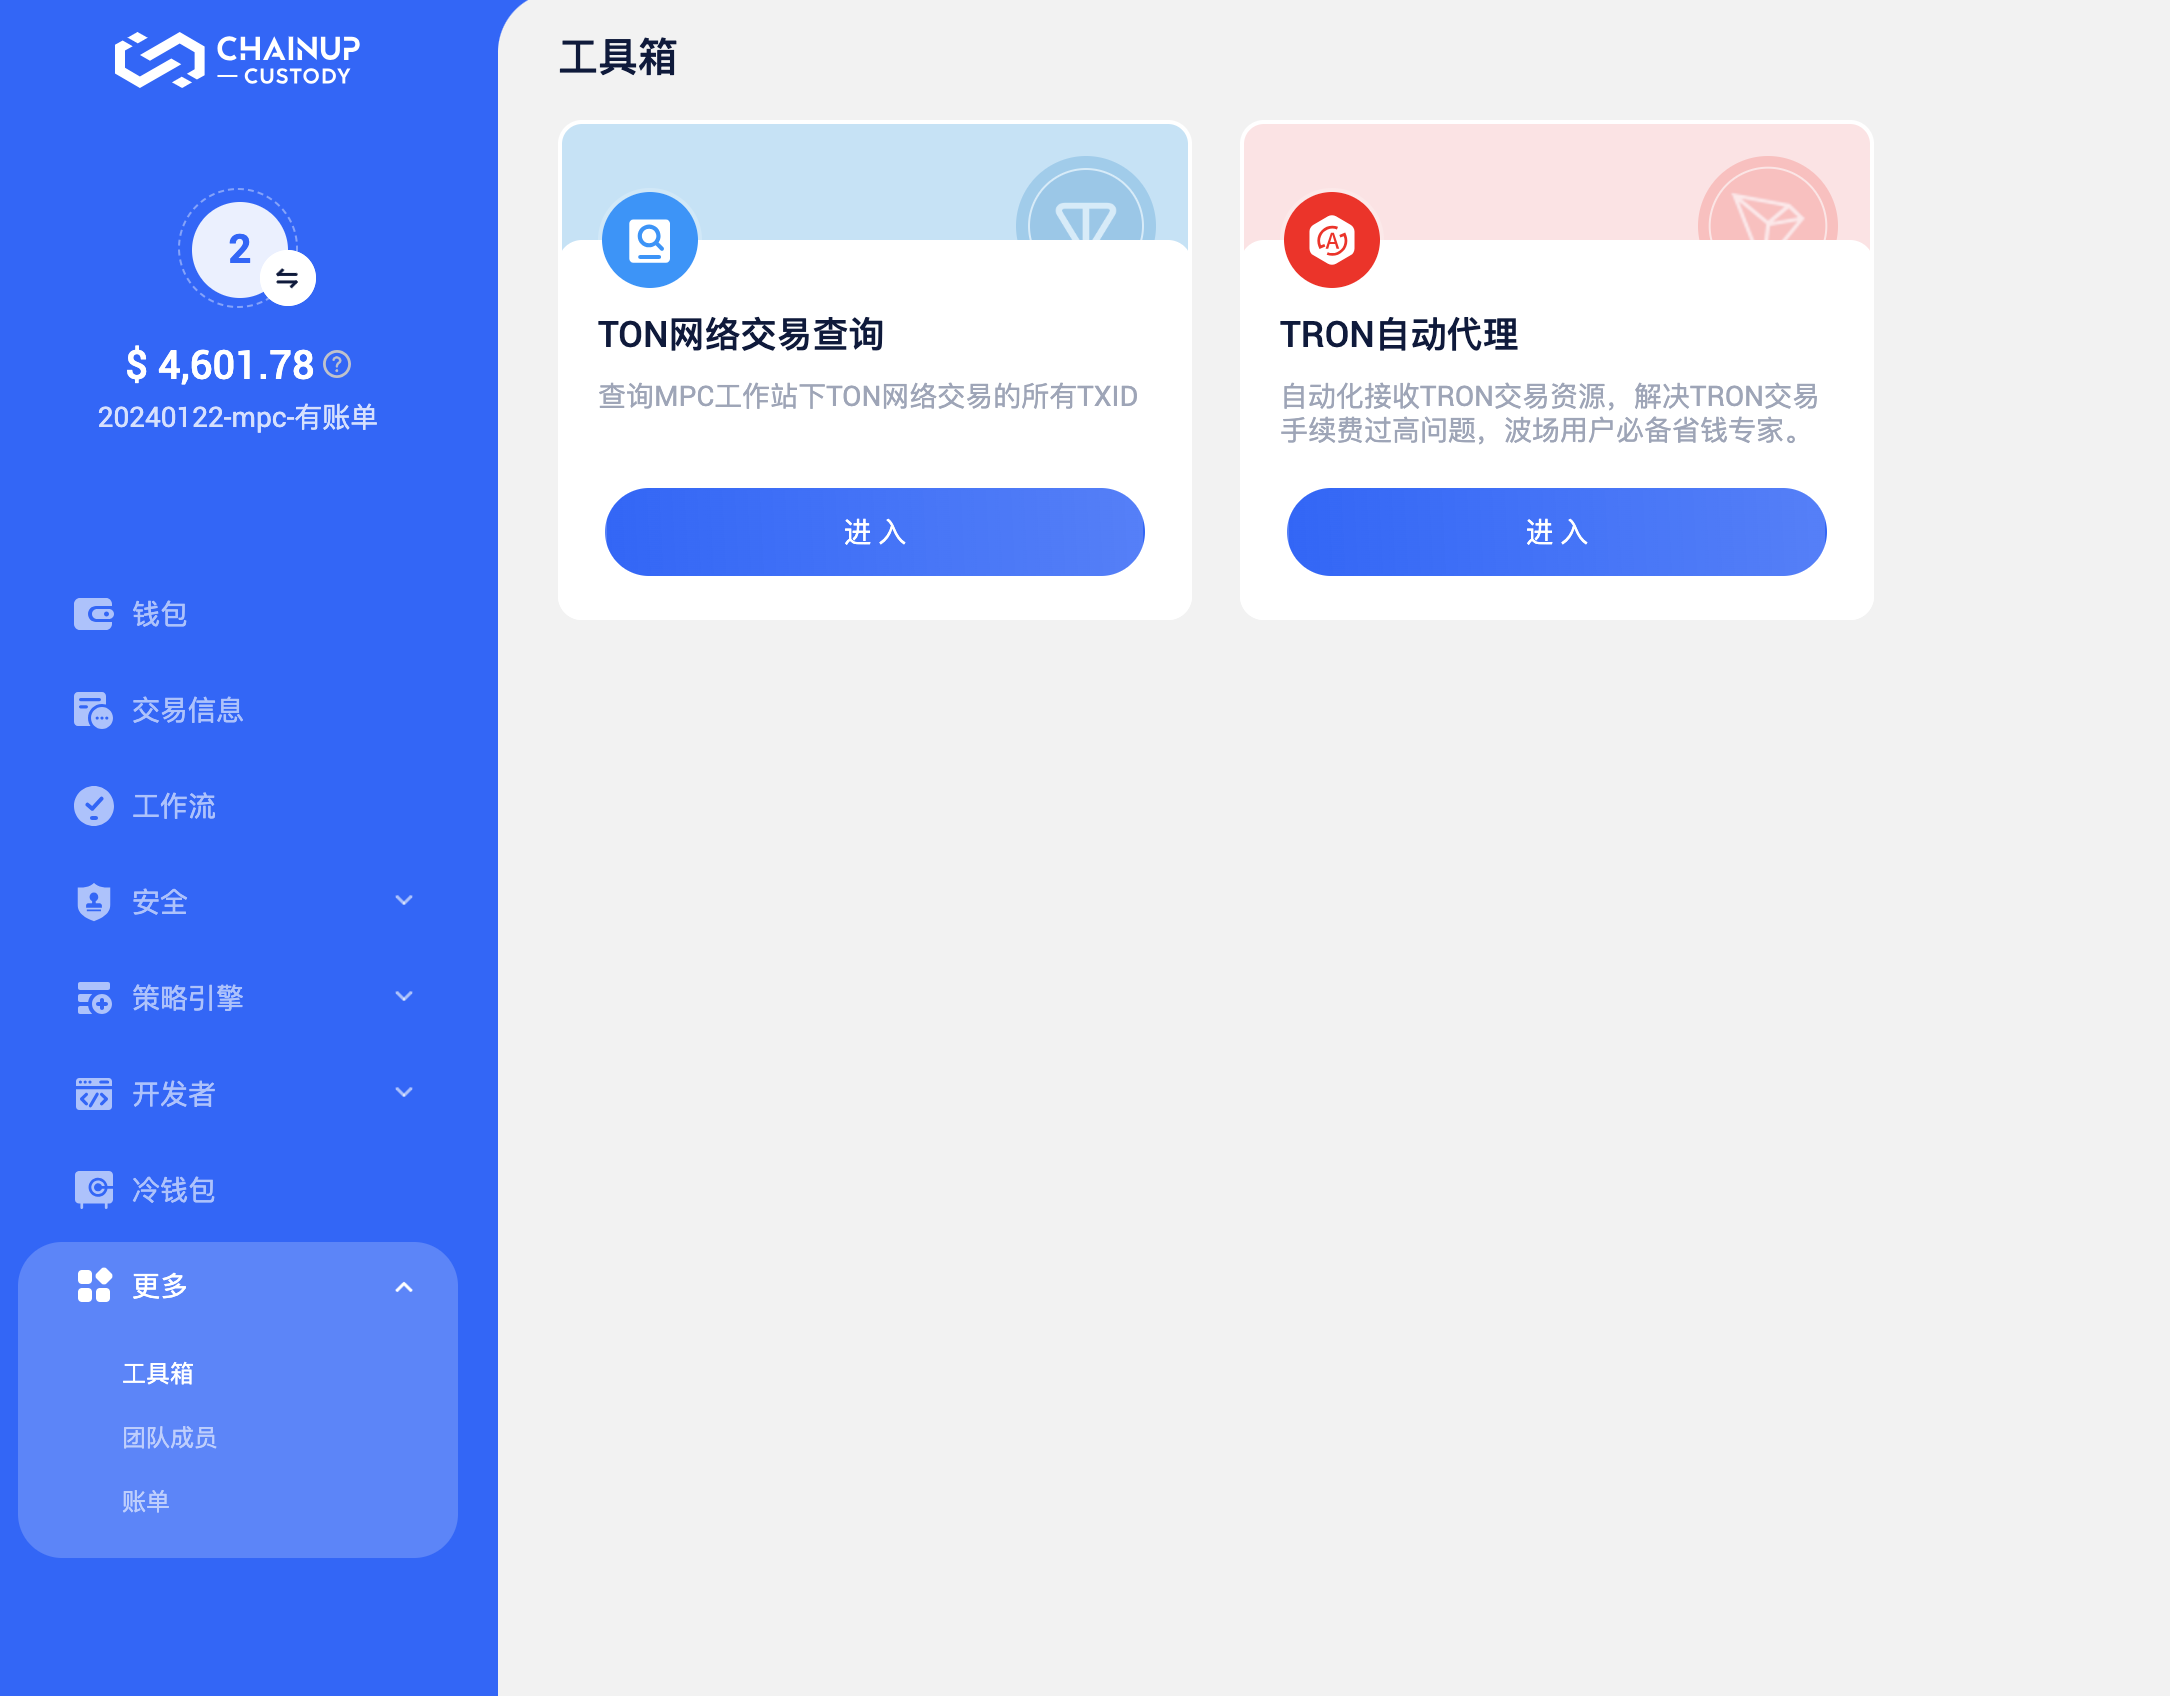 CHAINUP
CUSTODY
2
$ 4,601.78 ?
20240122-mpc-有账单
钱包
交易信息
工作流
安全
策略引擎
开发者
冷钱包
更多
工具箱
团队成员
账单
工具箱
TON网络交易查询
查询MPC工作站下TON网络交易的所有TXID
进入
A
TRON自动代理
自动化接收TRON交易资源，解决TRON交易
手续费过高问题，波场用户必备省钱专家。
进入